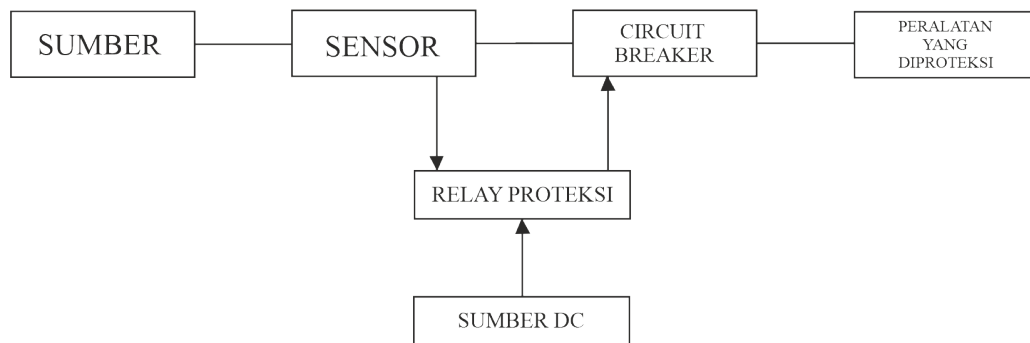 SUMBER
SENSOR
CIRCUIT
BREAKER
PERALATAN
YANG
DIPROTEKSI
RELAY PROTEKSI
SUMBER DC